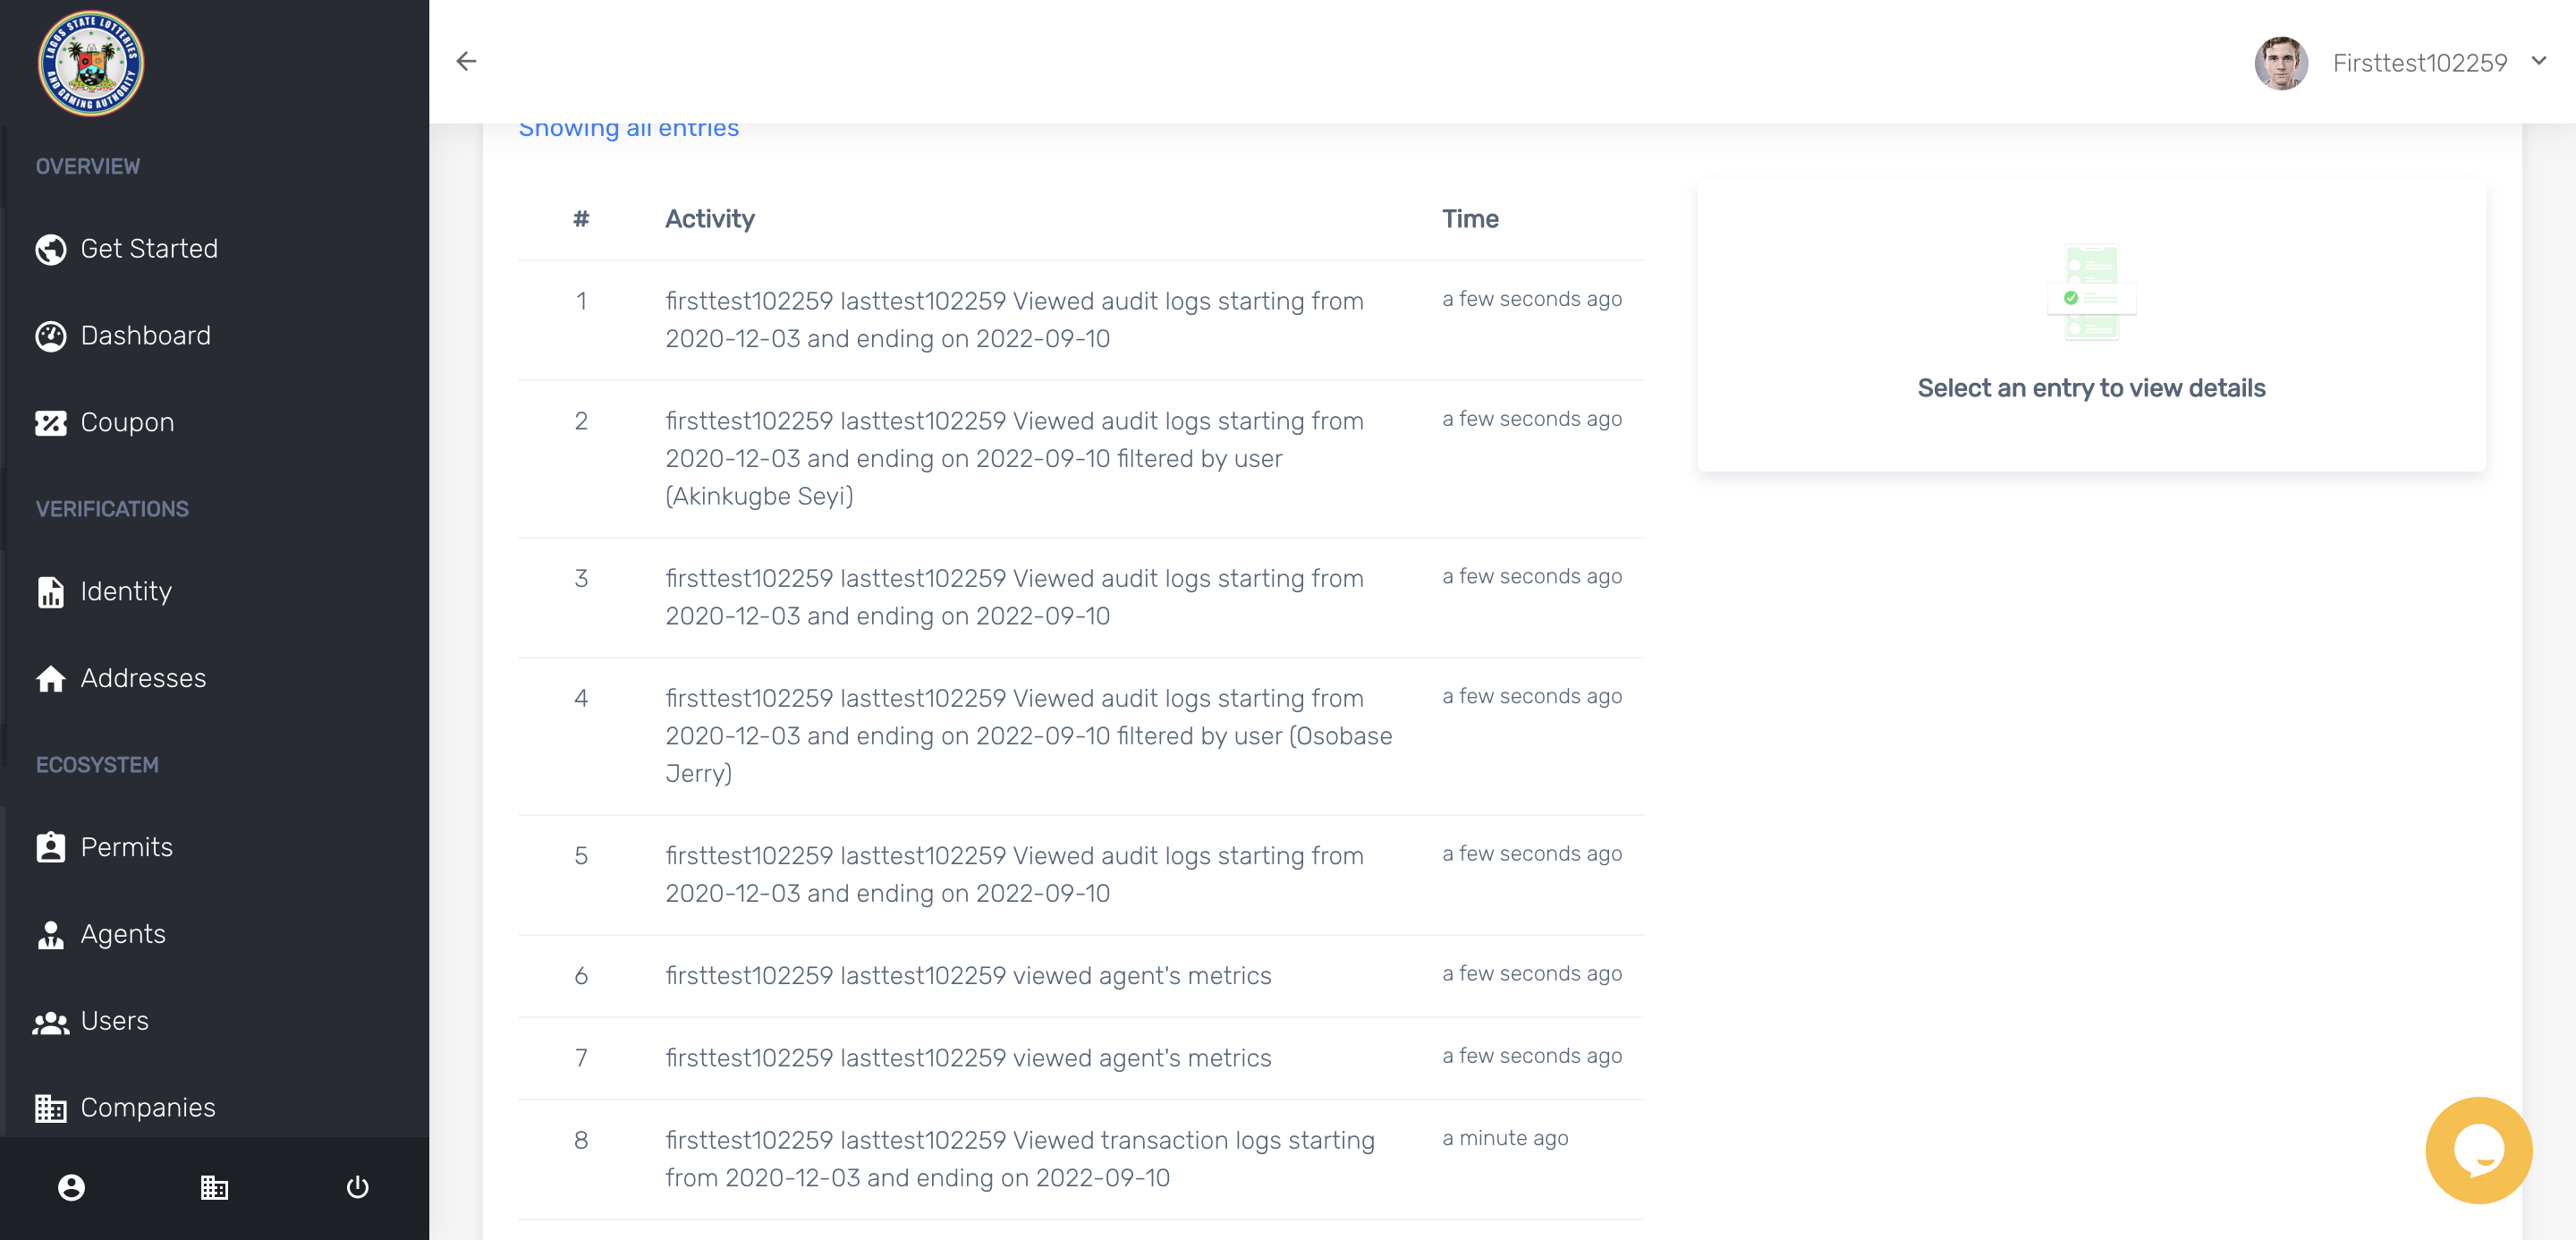 LAGOS STATE LOTTERIES
AND GAMING AUTHORITY
OVERVIEW
Get Started
Dashboard
Coupon
VERIFICATIONS
Identity
Addresses
ECOSYSTEM
Permits
Agents
Users
Companies
Firsttest102259
Showing all entries
# Activity Time
1 firsttest102259 lasttest102259 Viewed audit logs starting from a few seconds ago
2020-12-03 and ending on 2022-09-10
2 firsttest102259 lasttest102259 Viewed audit logs starting from a few seconds ago
2020-12-03 and ending on 2022-09-10 filtered by user
(Akinkugbe Seyi)
3 firsttest102259 lasttest102259 Viewed audit logs starting from a few seconds ago
2020-12-03 and ending on 2022-09-10
4 firsttest102259 lasttest102259 Viewed audit logs starting from a few seconds ago
2020-12-03 and ending on 2022-09-10 filtered by user (Osobase
Jerry)
5 firsttest102259 lasttest102259 Viewed audit logs starting from a few seconds ago
2020-12-03 and ending on 2022-09-10
6 firsttest102259 lasttest102259 viewed agent's metrics a few seconds ago
7 firsttest102259 lasttest102259 viewed agent's metrics a few seconds ago
8 firsttest102259 lasttest102259 Viewed transaction logs starting a minute ago
from 2020-12-03 and ending on 2022-09-10
Select an entry to view details